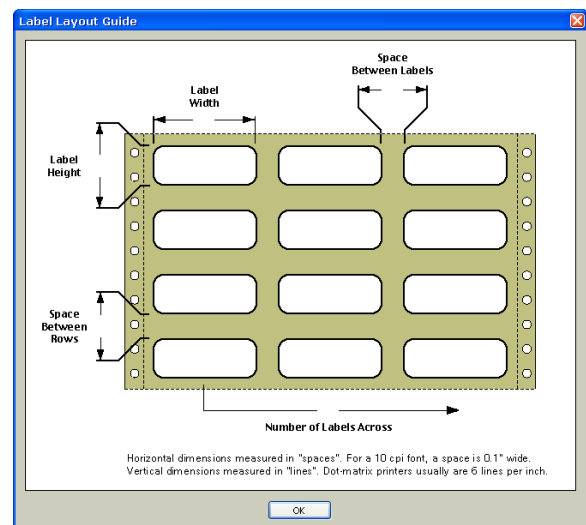 Label Layout Guide
Space
Between Labels
Label
Width
Label
Height
Space
Between
Rows
Number of Labels Across
Horizontal dimensions measured in "spaces". For a 10 cpi font, a space is 0.1" wide.
Vertical dimensions measured in "lines". Dot-matrix printers usually are 6 lines per inch.
OK